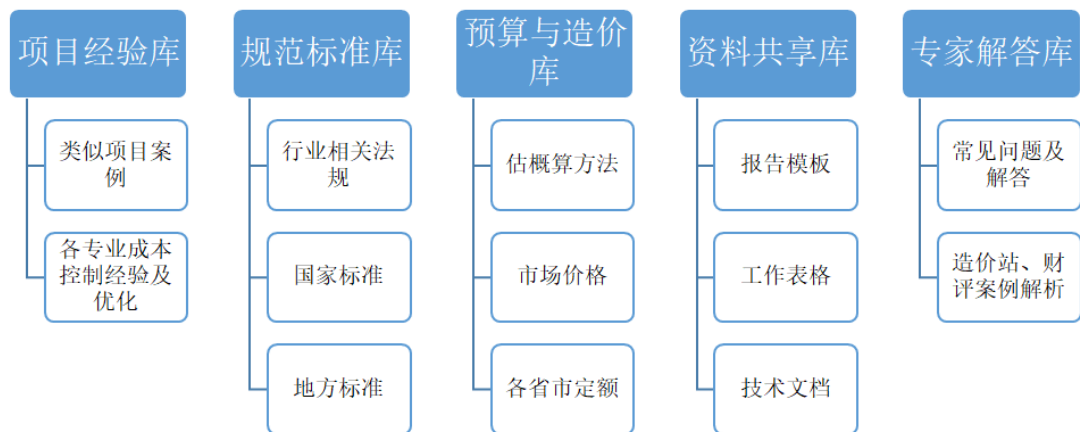 项目经验库
类似项目案
例
各专业成本
控制经验及
优化
规范标准库
行业相关法
规
国家标准
地方标准
预算与造价
库
估概算方法
市场价格
各省市定额
资料共享库
报告模板
工作表格
技术文档
专家解答库
常见问题及
解答
造价站、财
评案例解析